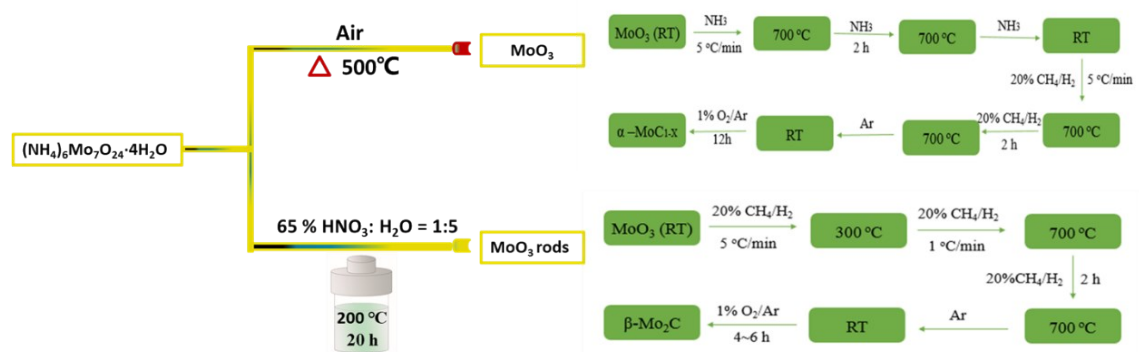 (NH₄)₆Mo₇O₂₄·4H₂O
Air
△ 500℃
MoO₃
65 % HNO₃: H₂O = 1:5
MoO₃ rods
200 ℃
20 h
MoO₃ (RT)
NH₃
5 °C/min
700 °C
NH₃
2 h
700 °C
NH₃
RT
20% CH₄/H₂
5 °C/min
700 °C
20% CH₄/H₂
2 h
700 °C
Ar
RT
1% O₂/Ar
12h
α –MoC₁₋ₓ
MoO₃ (RT)
20% CH₄/H₂
5 °C/min
300 °C
20% CH₄/H₂
1 °C/min
700 °C
20%CH₄/H₂
2 h
700 °C
Ar
RT
1% O₂/Ar
4~6 h
β-Mo₂C